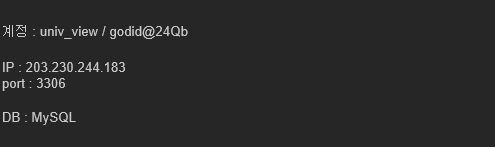 계정 : univ_view / godid@24Qb
IP : 203.230.244.183
port : 3306
DB : MySQL